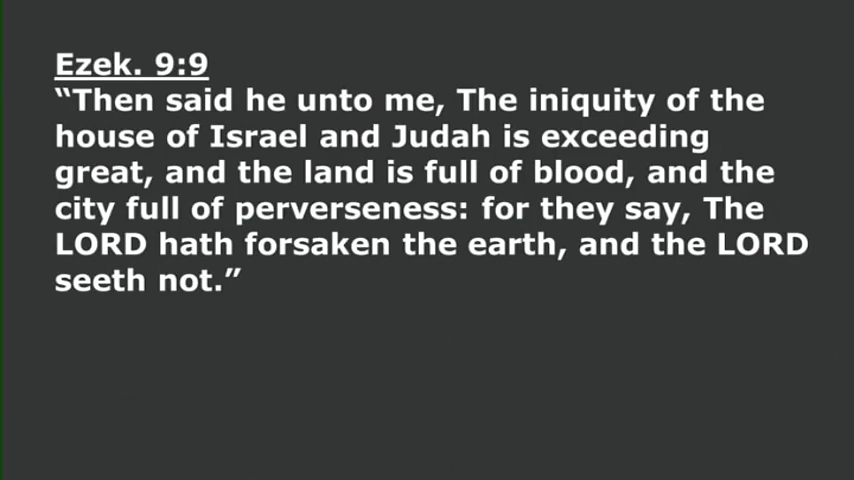 Ezek. 9:9
“Then said he unto me, The iniquity of the
house of Israel and Judah is exceeding
great, and the land is full of blood, and the
city full of perverseness: for they say, The
LORD hath forsaken the earth, and the LORD
seeth not.”